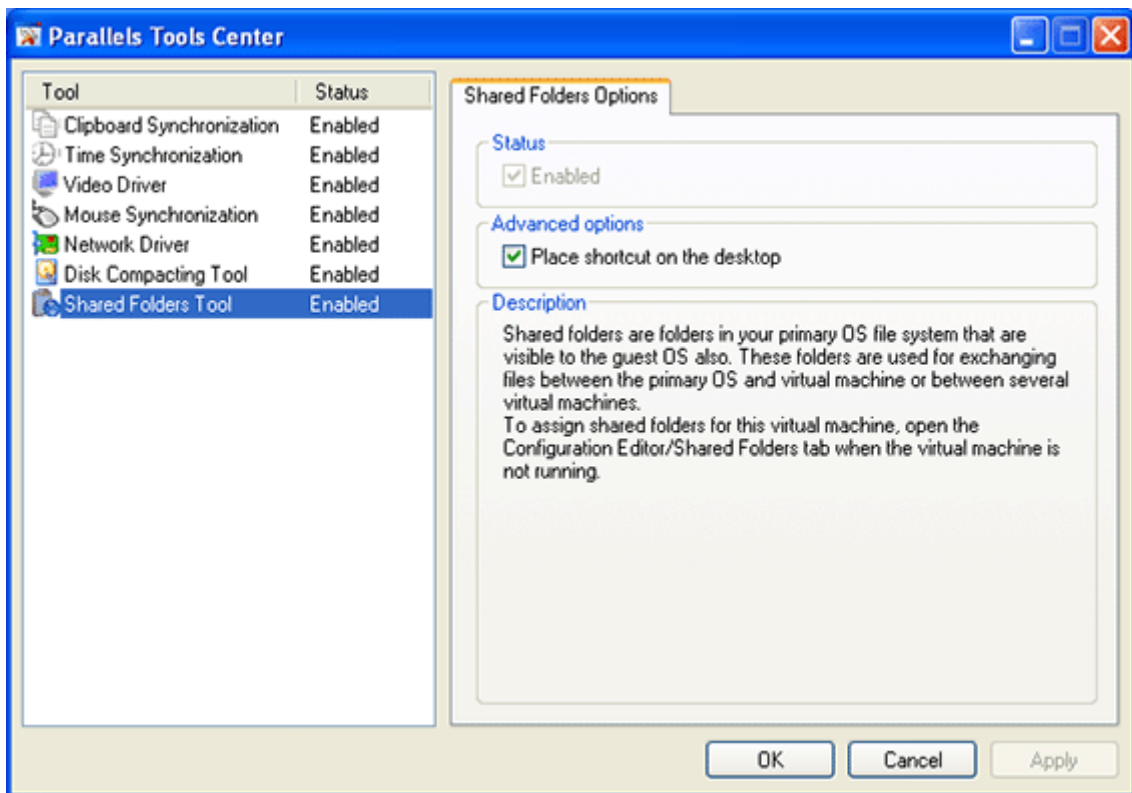 Parallels Tools Center
Tool Status
Clipboard Synchronization Enabled
Time Synchronization Enabled
Video Driver Enabled
Mouse Synchronization Enabled
Network Driver Enabled
Disk Compacting Tool Enabled
Shared Folders Tool Enabled
Shared Folders Options
Status
Enabled
Advanced options
Place shortcut on the desktop
Description
Shared folders are folders in your primary OS file system that are
visible to the guest OS also. These folders are used for exchanging
files between the primary OS and virtual machine or between several
virtual machines.
To assign shared folders for this virtual machine, open the
Configuration Editor/Shared Folders tab when the virtual machine is
not running.
OK Cancel Apply